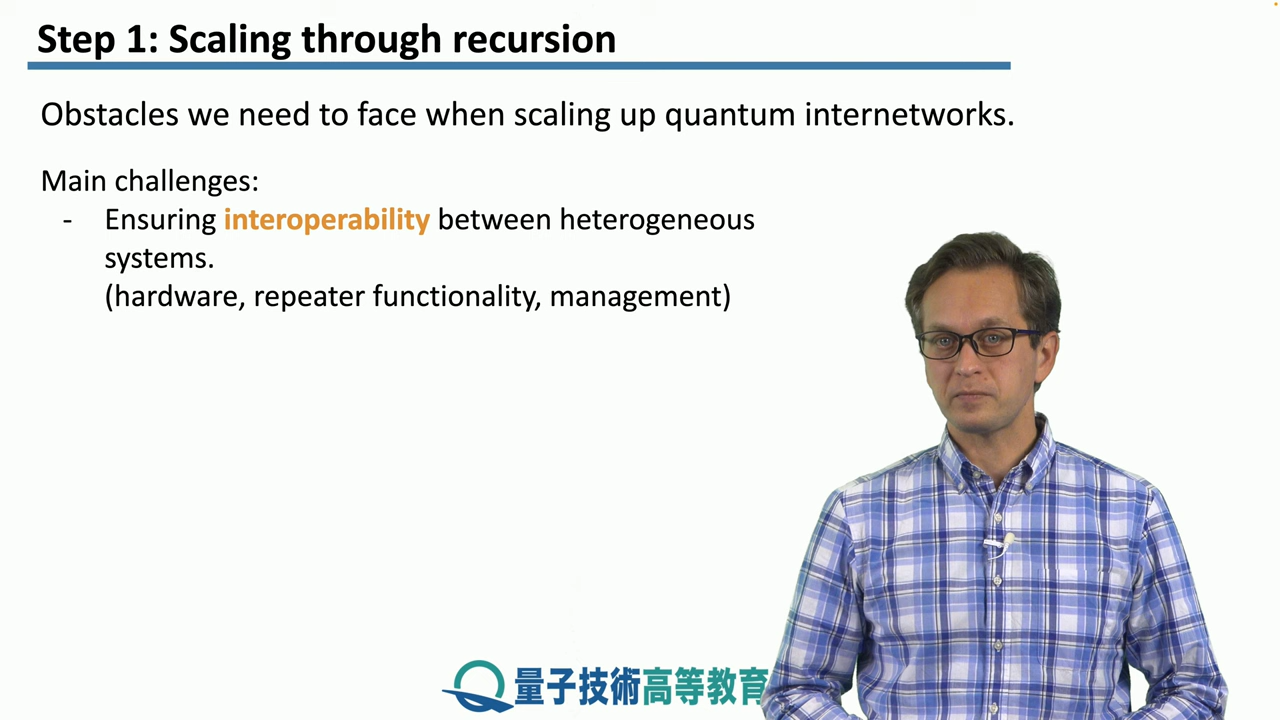 Step 1: Scaling through recursion
Obstacles we need to face when scaling up quantum internetworks.
Main challenges:
- Ensuring interoperability between heterogeneous
systems.
(hardware, repeater functionality, management)
量子技術高等教育